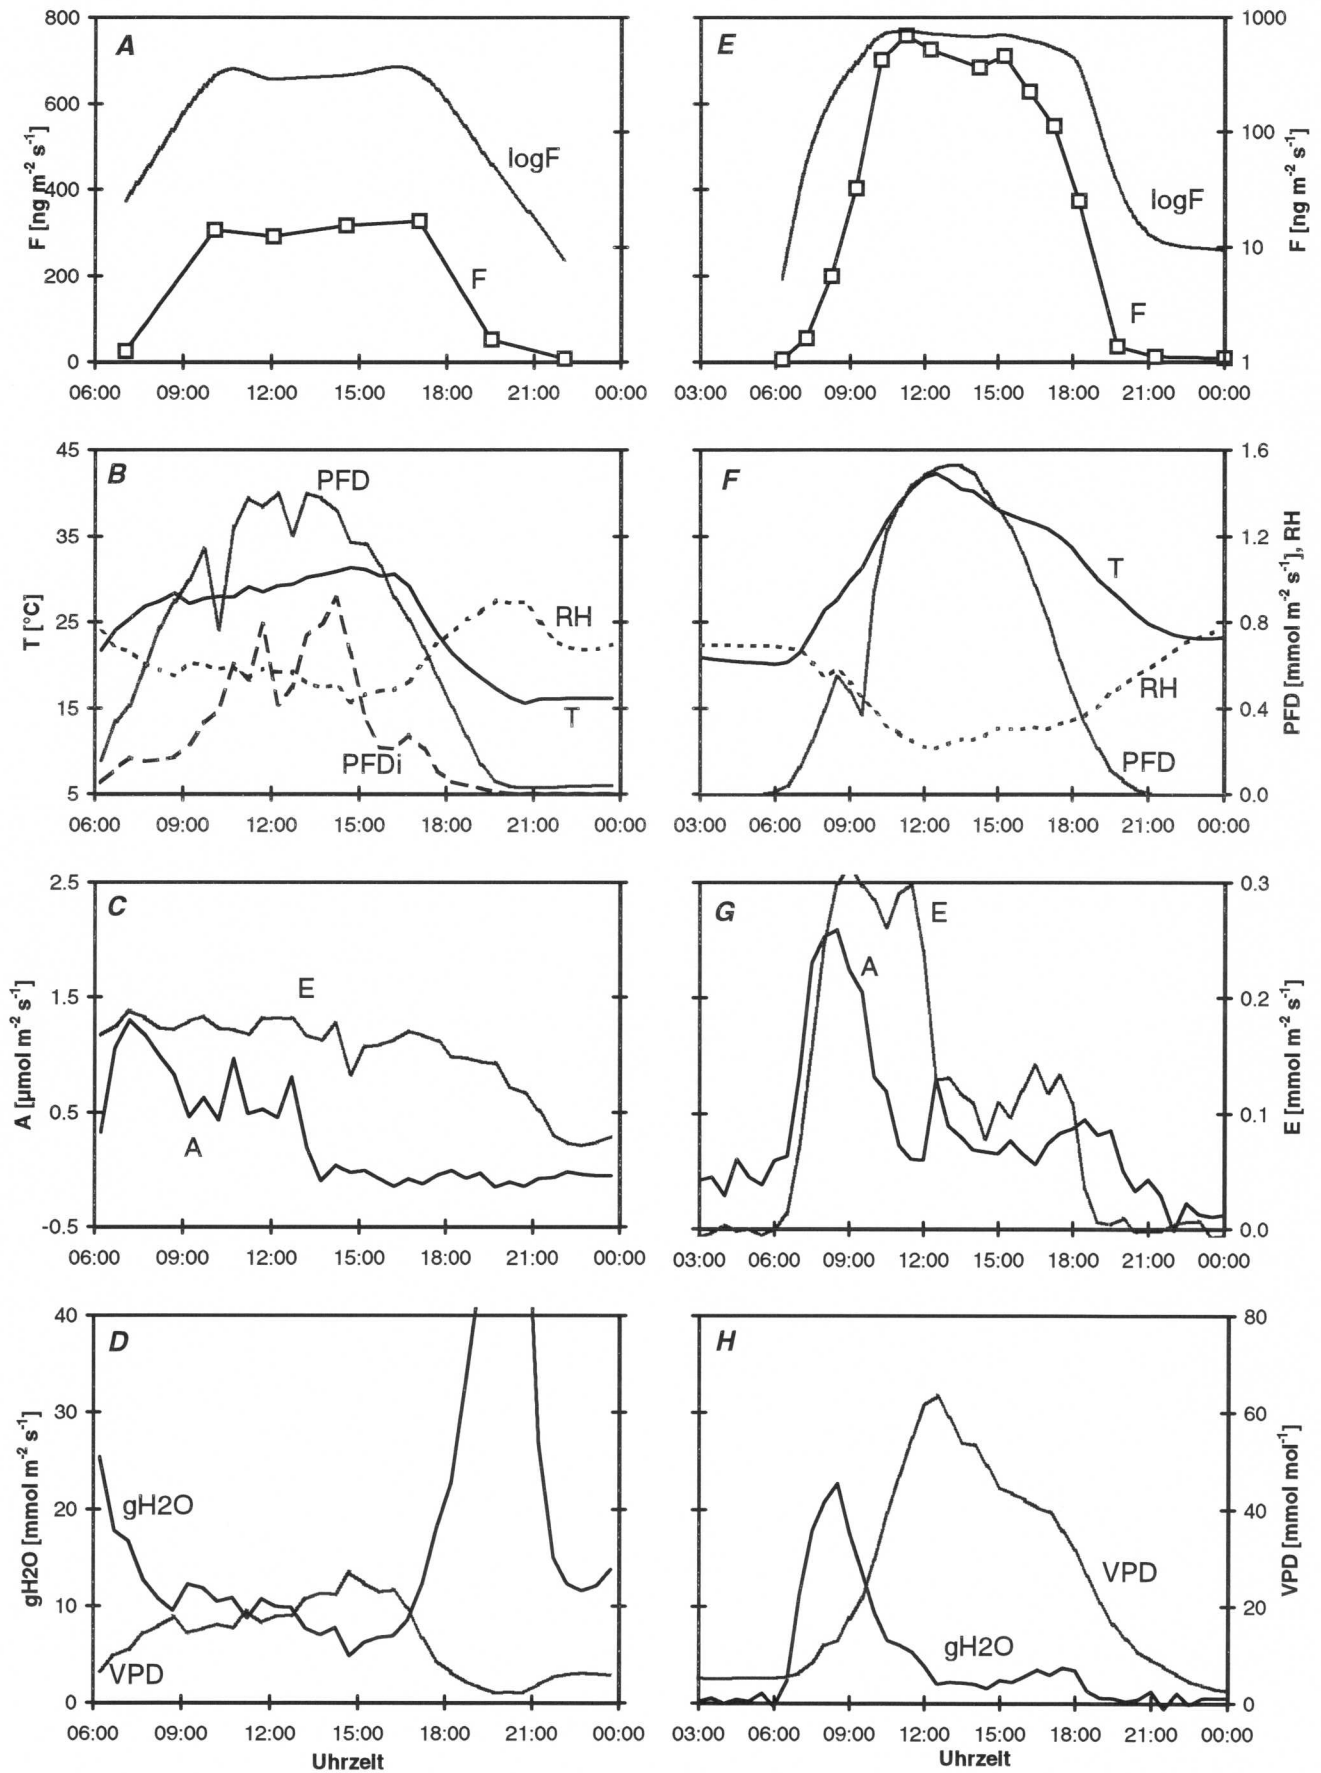 A
800
600
400
200
0
F [ng m⁻² s⁻¹]
logF
F
06:00 09:00 12:00 15:00 18:00 21:00 00:00
E
1000
100
10
1
F [ng m⁻² s⁻¹]
logF
F
03:00 06:00 09:00 12:00 15:00 18:00 21:00 00:00
B
45
35
25
15
5
T [°C]
PFD
RH
T
PFDi
06:00 09:00 12:00 15:00 18:00 21:00 00:00
F
1.6
1.2
0.8
0.4
0.0
PFD [mmol m⁻² s⁻¹], RH
T
RH
PFD
03:00 06:00 09:00 12:00 15:00 18:00 21:00 00:00
C
2.5
1.5
0.5
-0.5
A [µmol m⁻² s⁻¹]
E
A
06:00 09:00 12:00 15:00 18:00 21:00 00:00
G
0.3
0.2
0.1
0.0
E [mmol m⁻² s⁻¹]
E
A
03:00 06:00 09:00 12:00 15:00 18:00 21:00 00:00
D
40
30
20
10
0
gH2O [mmol m⁻² s⁻¹]
gH2O
VPD
06:00 09:00 12:00 15:00 18:00 21:00 00:00
Uhrzeit
H
80
60
40
20
0
VPD [mmol mol⁻¹]
VPD
gH2O
03:00 06:00 09:00 12:00 15:00 18:00 21:00 00:00
Uhrzeit